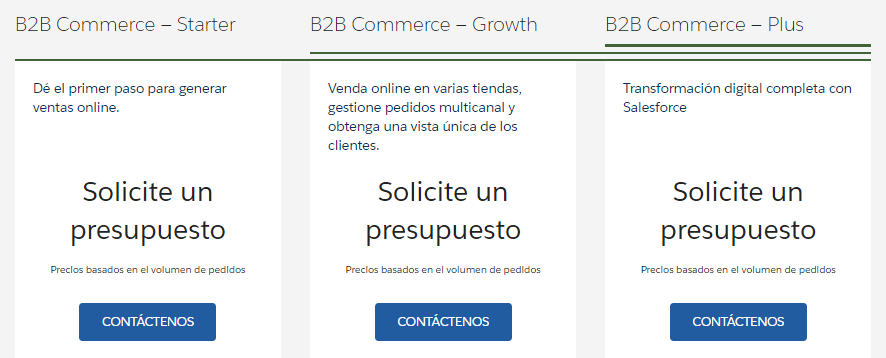 B2B Commerce – Starter
B2B Commerce – Growth
B2B Commerce – Plus
Dé el primer paso para generar
ventas online.
Venda online en varias tiendas,
gestione pedidos multicanal y
obtenga una vista única de los
clientes.
Transformación digital completa con
Salesforce
Solicite un
presupuesto
Solicite un
presupuesto
Solicite un
presupuesto
Precios basados en el volumen de pedidos
Precios basados en el volumen de pedidos
Precios basados en el volumen de pedidos
CONTÁCTENOS
CONTÁCTENOS
CONTÁCTENOS